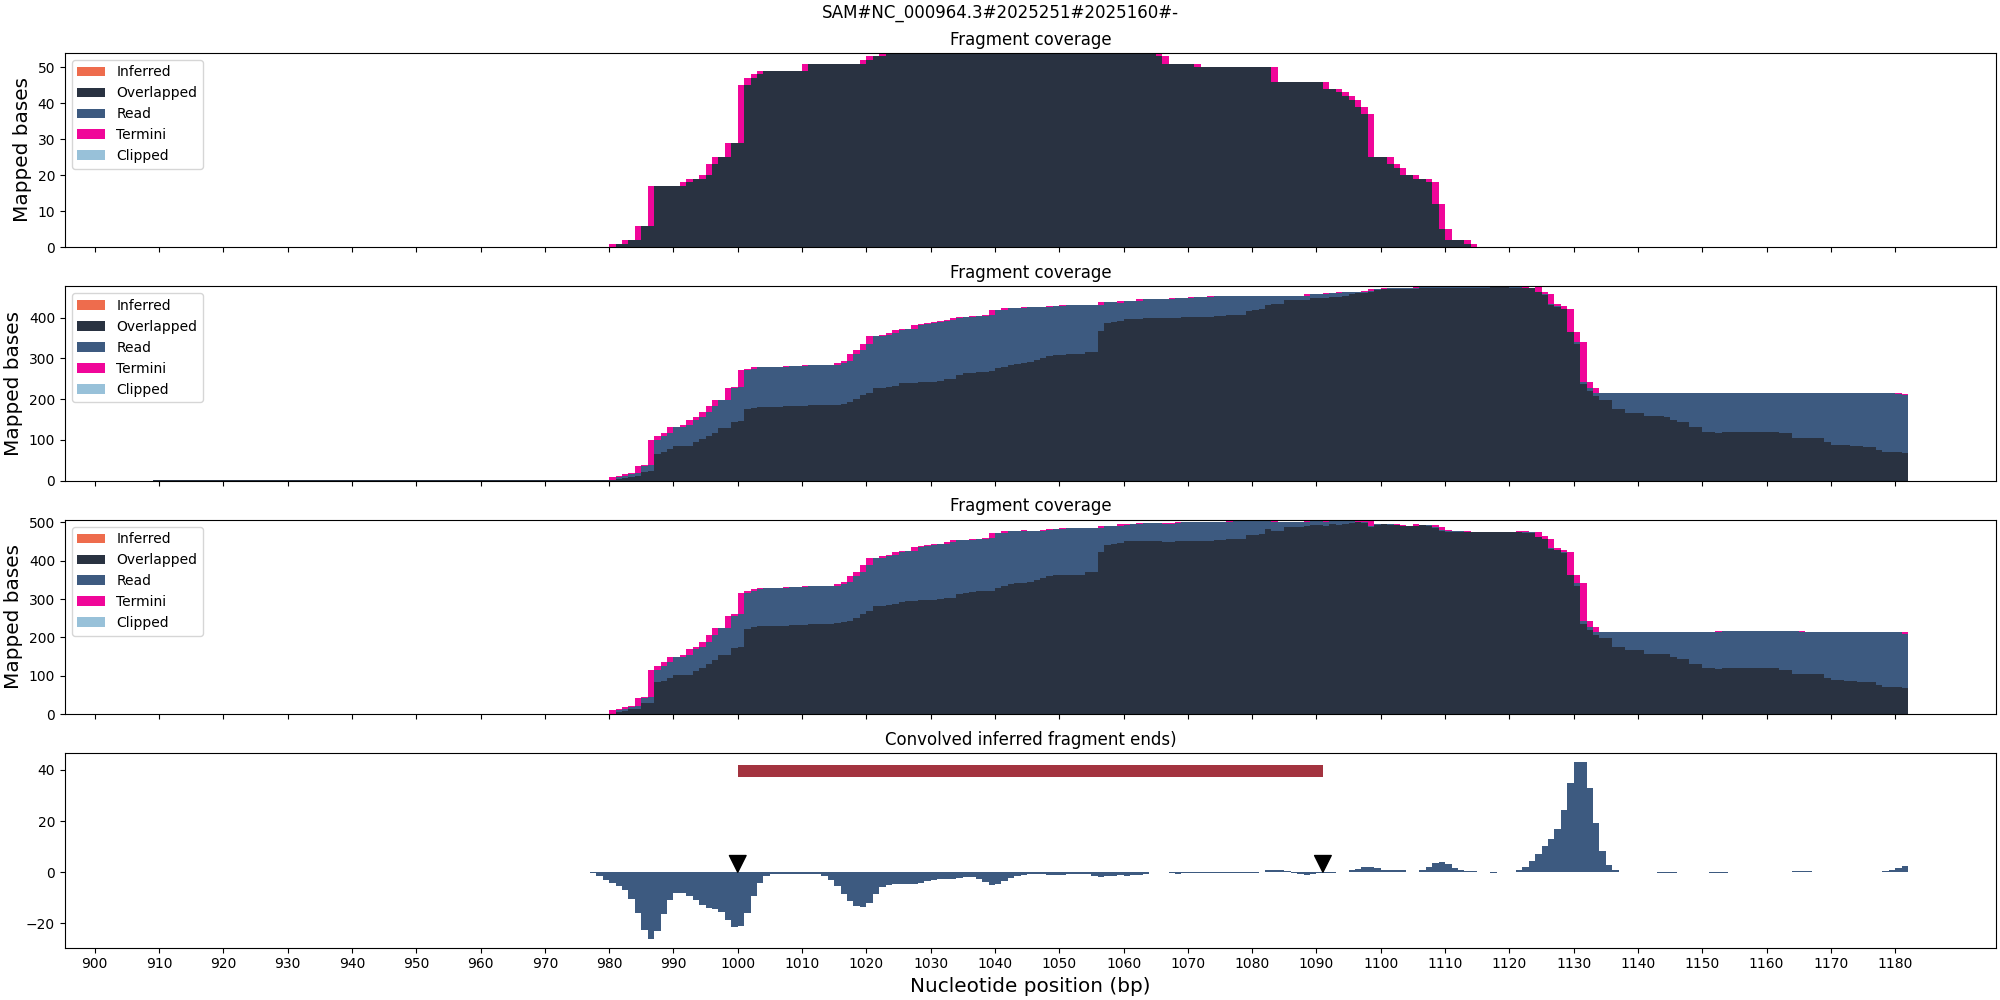 SAM#NC_000964.3#2025251#2025160#-
Fragment coverage
Mapped bases
50
40
30
20
10
0
Inferred
Overlapped
Read
Termini
Clipped
Fragment coverage
Mapped bases
400
300
200
100
0
Inferred
Overlapped
Read
Termini
Clipped
Fragment coverage
Mapped bases
500
400
300
200
100
0
Inferred
Overlapped
Read
Termini
Clipped
Convolved inferred fragment ends)
40
20
0
−20
900 910 920 930 940 950 960 970 980 990 1000 1010 1020 1030 1040 1050 1060 1070 1080 1090 1100 1110 1120 1130 1140 1150 1160 1170 1180
Nucleotide position (bp)